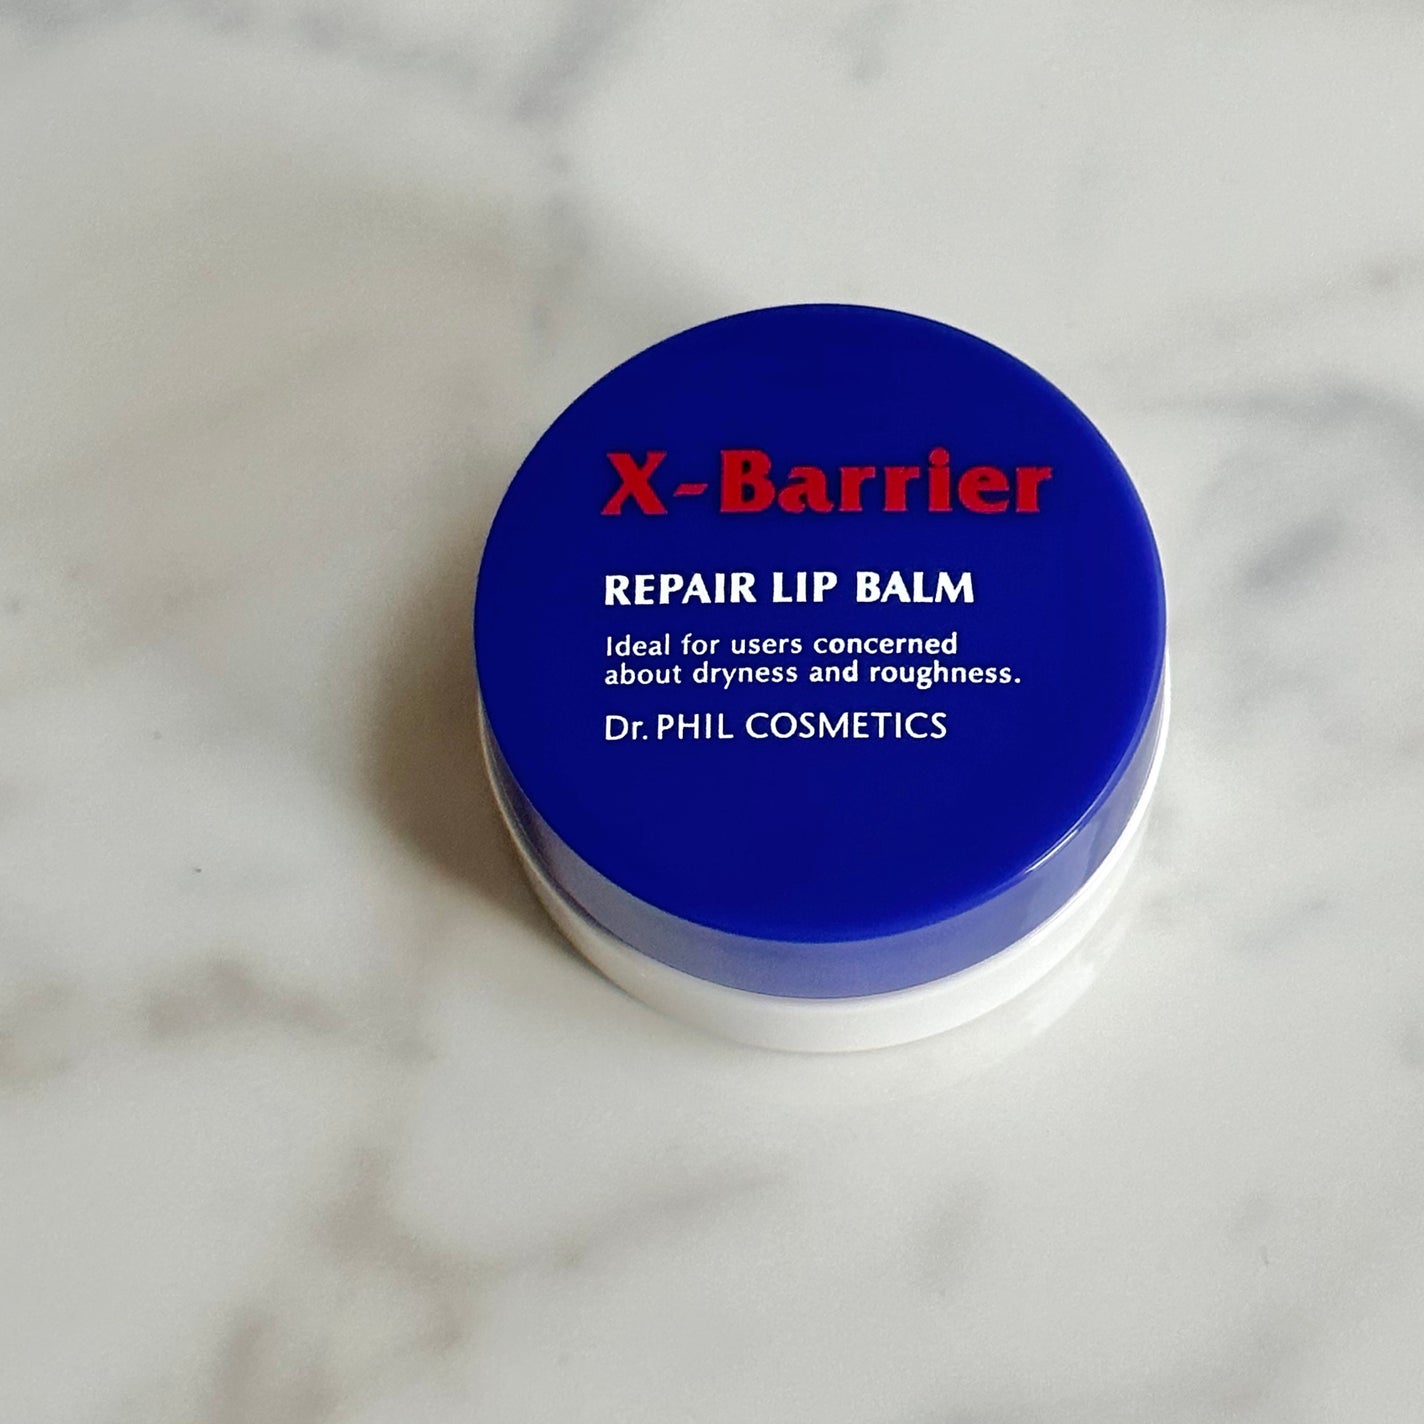 X-Barrier
REPAIR LIP BALM
Ideal for users concerned
about dryness and roughness.
Dr. PHIL COSMETICS